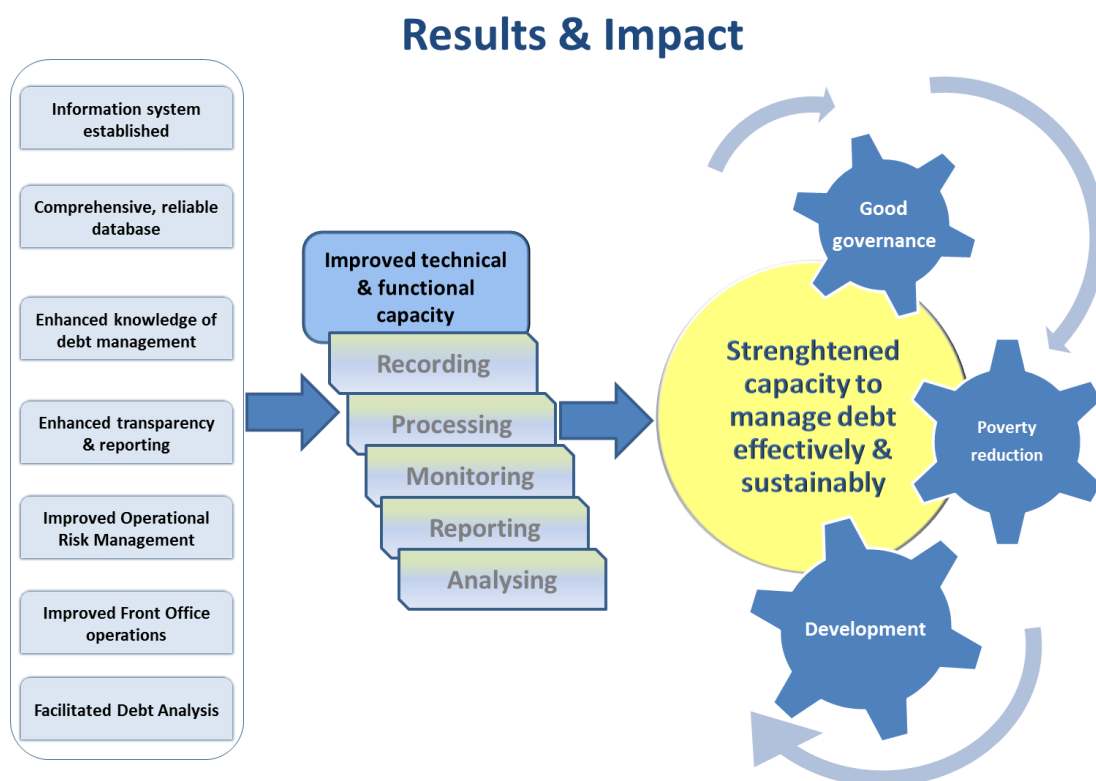 Results & Impact
Information system
established
Comprehensive, reliable
database
Enhanced knowledge of
debt management
Enhanced transparency
& reporting
Improved Operational
Risk Management
Improved Front Office
operations
Facilitated Debt Analysis
Improved technical
& functional
capacity
Recording
Processing
Monitoring
Reporting
Analysing
Strenghtened
capacity to
manage debt
effectively &
sustainably
Good
governance
Poverty
reduction
Development